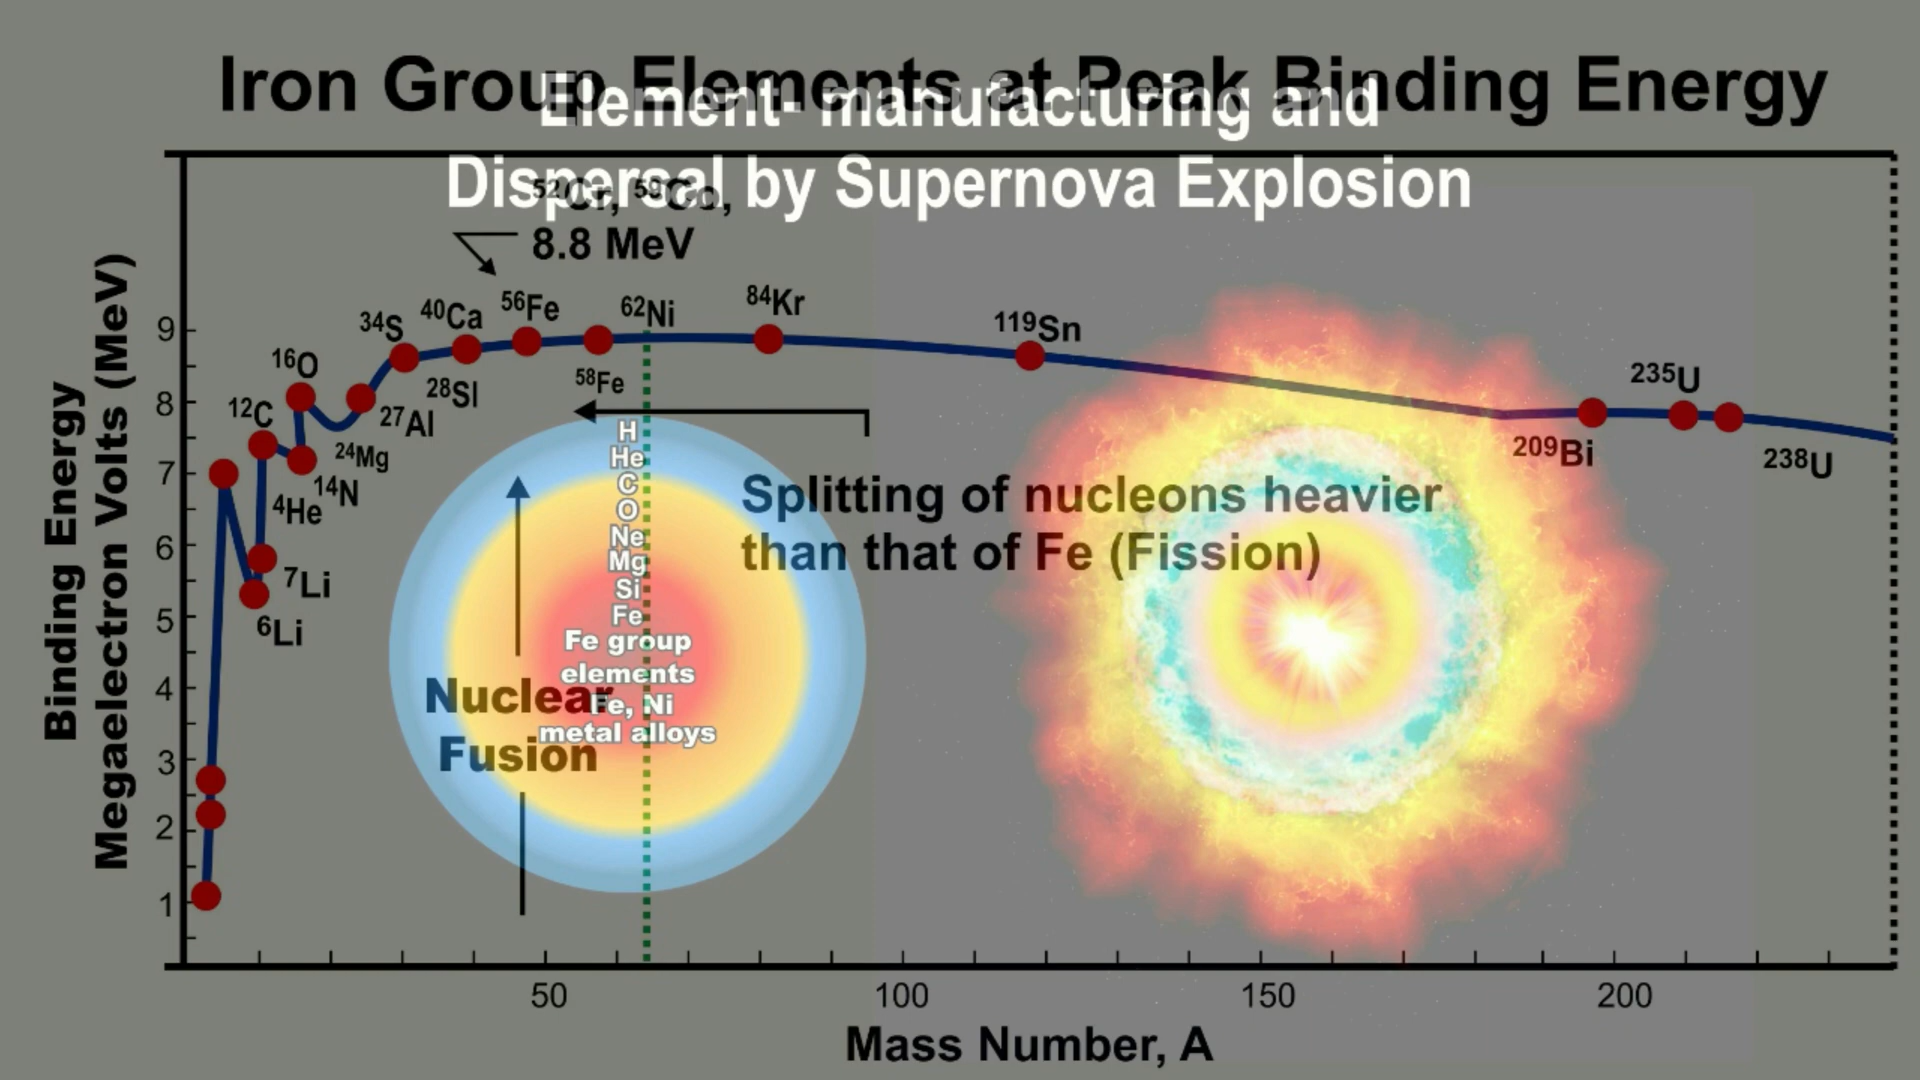 Iron Group Elements at Peak Binding Energy
Element- manufacturing and
Dispersal by Supernova Explosion
52Cr, 59Co,
8.8 MeV
Binding Energy
Megaelectron Volts (MeV)
9
8
7
6
5
4
3
2
1
34S
40Ca
56Fe
62Ni
84Kr
119Sn
235U
16O
28SI
58Fe
12C
27Al
24Mg
209Bi
238U
14N
4He
7Li
6Li
H
He
C
O
Ne
Mg
Si
Fe
Fe group
elements
Fe, Ni
metal alloys
Splitting of nucleons heavier
than that of Fe (Fission)
Nuclear
Fusion
50
100
150
200
Mass Number, A